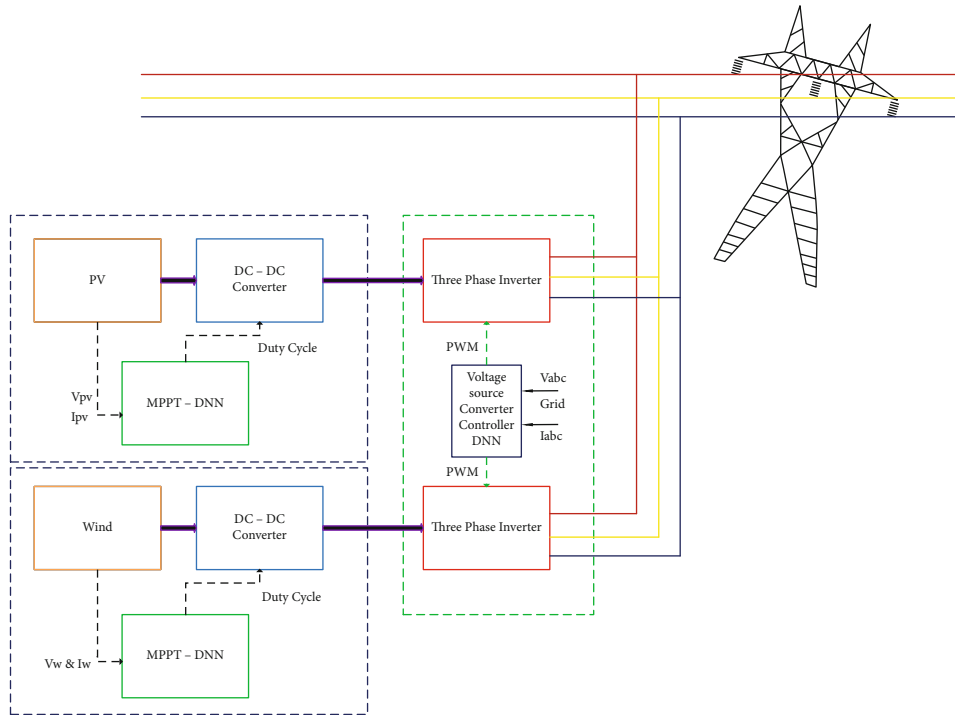 PV
DC – DC
Converter
Three Phase Inverter
Duty Cycle
Vpv
Ipv
MPPT – DNN
PWM
Voltage
source
Converter
Controller
DNN
Vabc
Grid
Iabc
PWM
Wind
DC – DC
Converter
Three Phase Inverter
Duty Cycle
Vw & Iw
MPPT – DNN